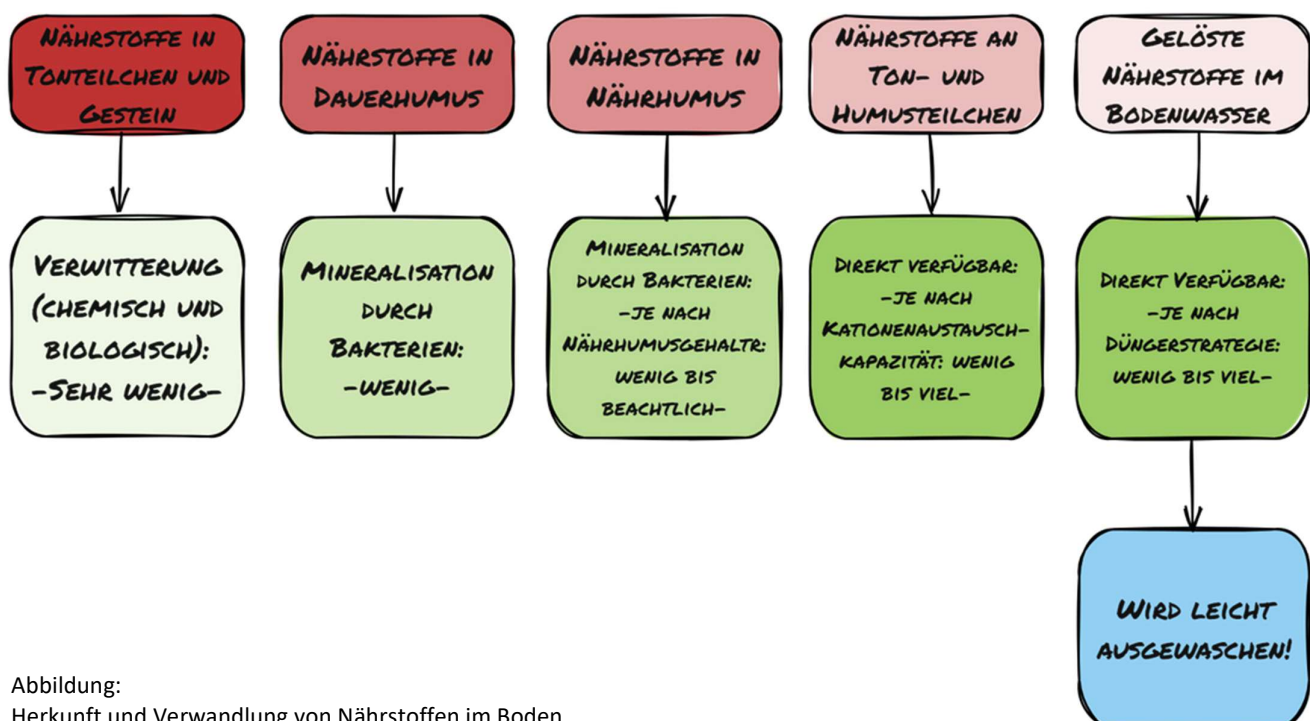 NÄHRSTOFFE IN
TONTEILCHEN UND
GESTEIN
NÄHRSTOFFE IN
DAUERHUMUS
NÄHRSTOFFE IN
NÄHRHUMUS
NÄHRSTOFFE AN
TON- UND
HUMUSTEILCHEN
GELÖSTE
NÄHRSTOFFE IM
BODENWASSER
VERWITTERUNG
(CHEMISCH UND
BIOLOGISCH):
-SEHR WENIG-
MINERALISATION
DURCH
BAKTERIEN:
-WENIG-
MINERALISATION
DURCH BAKTERIEN:
-JE NACH
NÄHRHUMUSGEHALTR:
WENIG BIS
BEACHTLICH-
DIREKT VERFÜGBAR:
-JE NACH
KATIONENAUSTAUSCH-
KAPAZITÄT: WENIG
BIS VIEL-
DIREKT VERFÜGBAR:
-JE NACH
DÜNGERSTRATEGIE:
WENIG BIS VIEL-
WIRD LEICHT
AUSGEWASCHEN!
Abbildung:
Herkunft und Verwandlung von Nährstoffen im Boden